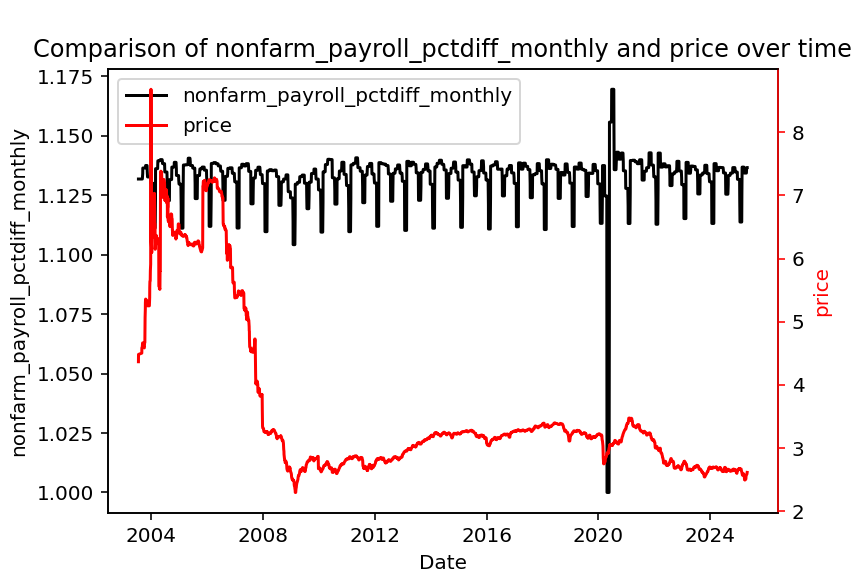 Comparison of nonfarm_payroll_pctdiff_monthly and price over time
nonfarm_payroll_pctdiff_monthly
price
1.175
1.150
1.125
1.100
1.075
1.050
1.025
1.000
nonfarm_payroll_pctdiff_monthly
8
7
6
5
4
3
2
price
2004 2008 2012 2016 2020 2024
Date